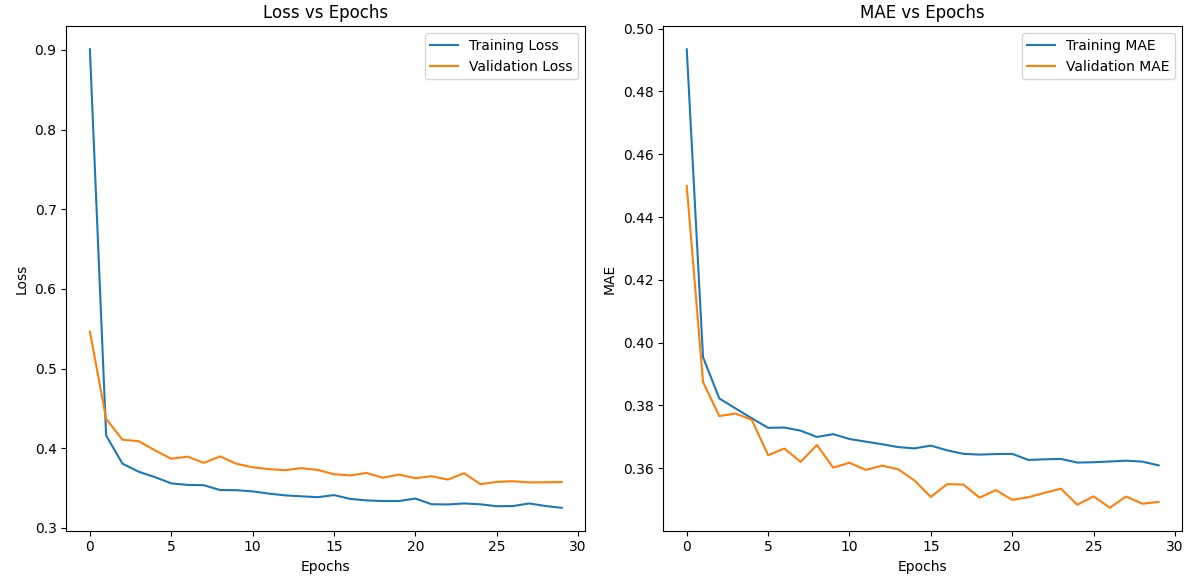 Loss vs Epochs
Training Loss
Validation Loss
0.9
0.8
0.7
0.6
0.5
0.4
0.3
Loss
0 5 10 15 20 25 30
Epochs
MAE vs Epochs
Training MAE
Validation MAE
0.50
0.48
0.46
0.44
0.42
0.40
0.38
0.36
MAE
0 5 10 15 20 25 30
Epochs